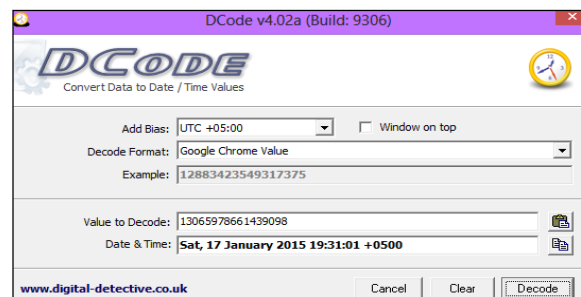 DCode v4.02a (Build: 9306)
DCODE
Convert Data to Date / Time Values
Add Bias: UTC +05:00 Window on top
Decode Format: Google Chrome Value
Example: 12883423549317375
Value to Decode: 13065978661439098
Date & Time: Sat, 17 January 2015 19:31:01 +0500
www.digital-detective.co.uk Cancel Clear Decode